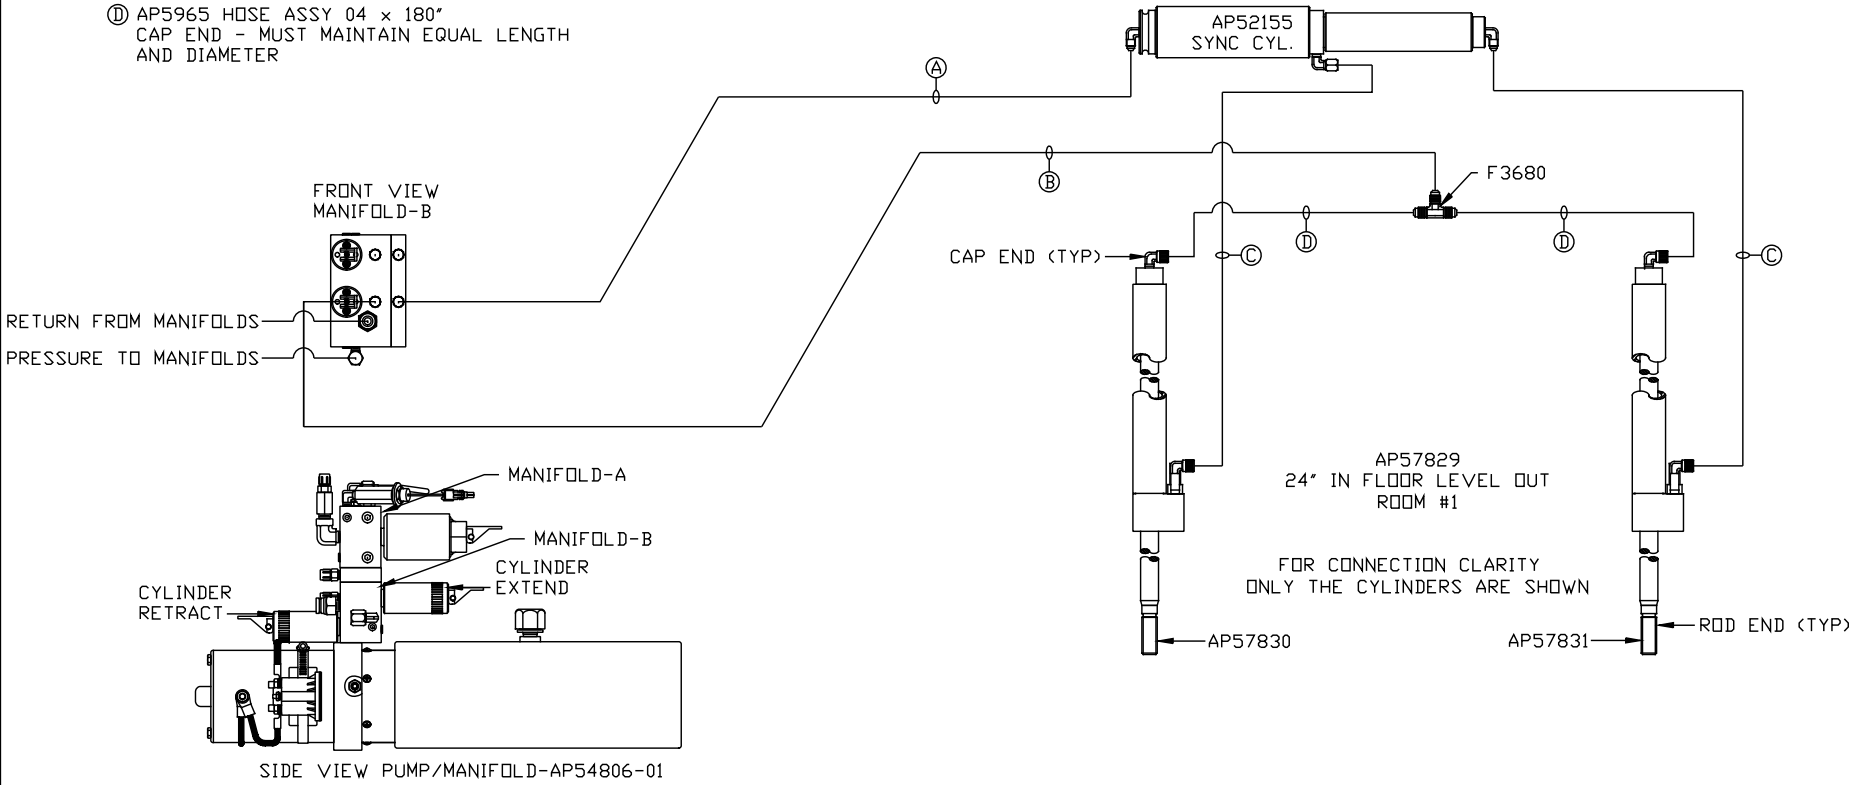 D AP5965 HOSE ASSY 04 x 180"
CAP END - MUST MAINTAIN EQUAL LENGTH
AND DIAMETER
AP52155
SYNC CYL.
A
B
F3680
FRONT VIEW
MANIFOLD-B
D
D
CAP END (TYP)
C
C
RETURN FROM MANIFOLDS
PRESSURE TO MANIFOLDS
AP57829
24" IN FLOOR LEVEL OUT
ROOM #1
MANIFOLD-A
MANIFOLD-B
CYLINDER
EXTEND
CYLINDER
RETRACT
FOR CONNECTION CLARITY
ONLY THE CYLINDERS ARE SHOWN
AP57830
AP57831
ROD END (TYP)
SIDE VIEW PUMP/MANIFOLD-AP54806-01